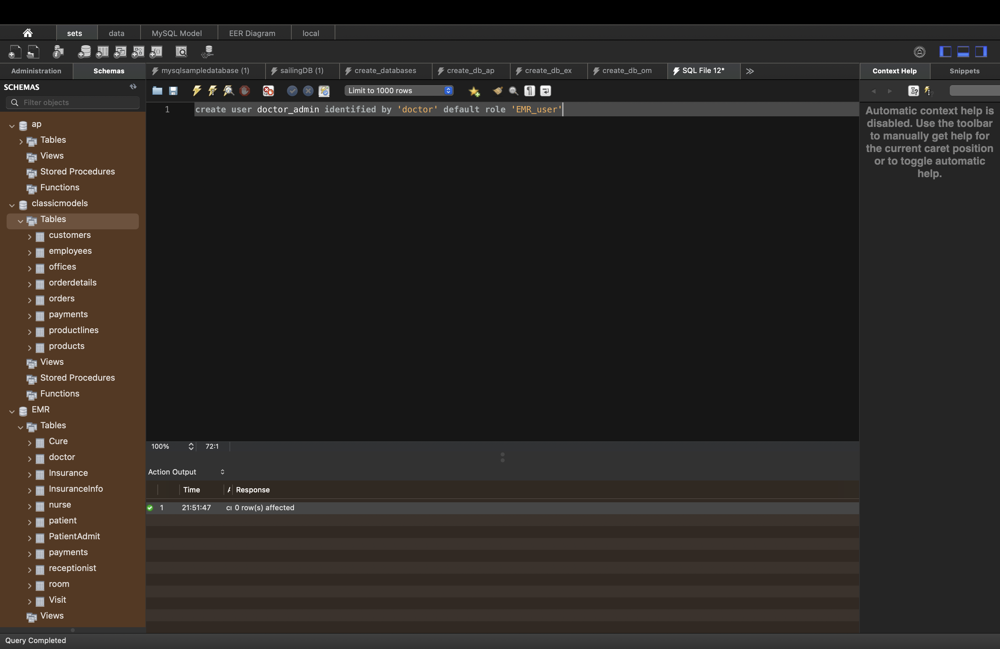 sets data MySQL Model EER Diagram local
Administration Schemas mysqlsampledatabase (1) sailingDB (1) create_databases create_db_ap create_db_ex create_db_om SQL File 12* Context Help Snippets
SCHEMAS
Limit to 1000 rows
Filter objects
1 create user doctor_admin identified by 'doctor' default role 'EMR_user'
Automatic context help is
disabled. Use the toolbar
to manually get help for
the current caret position
or to toggle automatic
help.
ap
Tables
Views
Stored Procedures
Functions
classicmodels
Tables
customers
employees
offices
orderdetails
orders
payments
productlines
products
Views
Stored Procedures
Functions
EMR
Tables
Cure
doctor
Insurance
InsuranceInfo
nurse
patient
PatientAdmit
payments
receptionist
room
Visit
Views
100% 72:1
Action Output
Time Response
1 21:51:47 0 row(s) affected
Query Completed